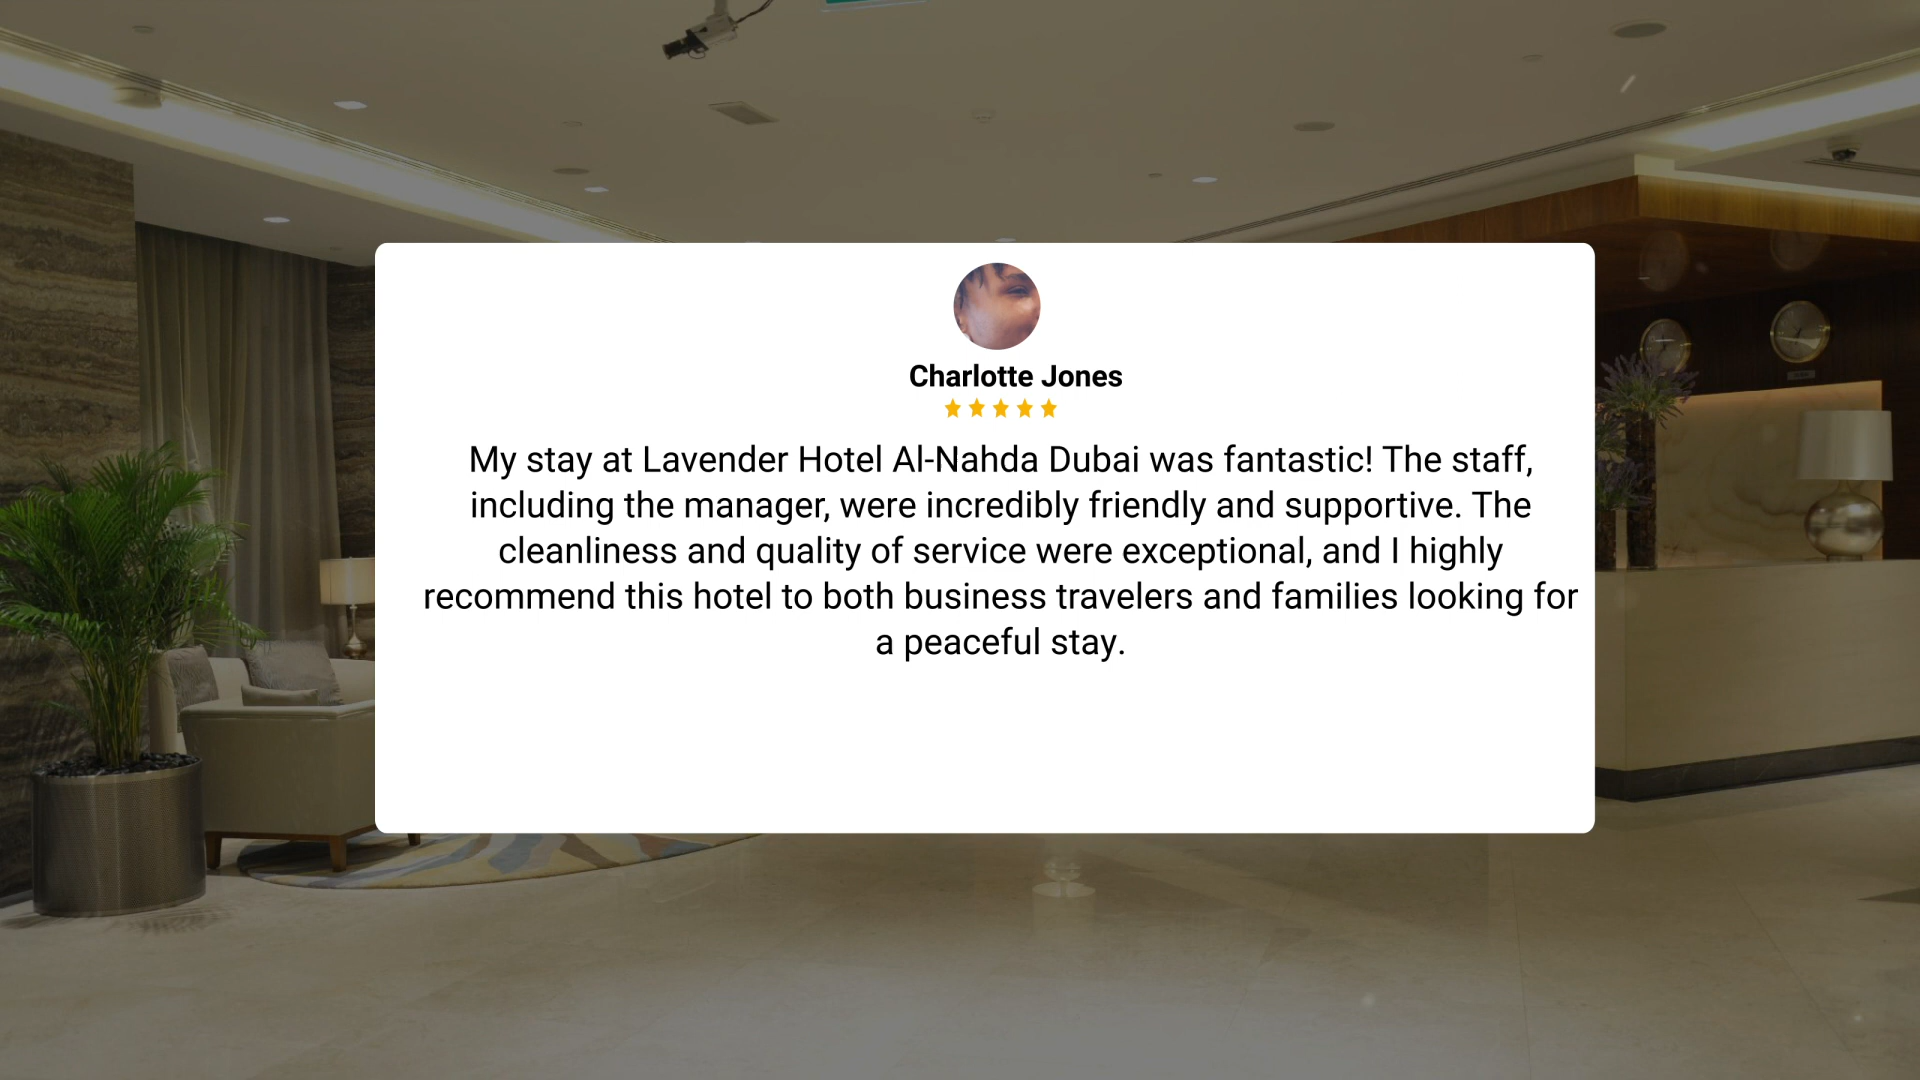 Charlotte Jones
My stay at Lavender Hotel Al-Nahda Dubai was fantastic! The staff,
including the manager, were incredibly friendly and supportive. The
cleanliness and quality of service were exceptional, and I highly
recommend this hotel to both business travelers and families looking for
a peaceful stay.